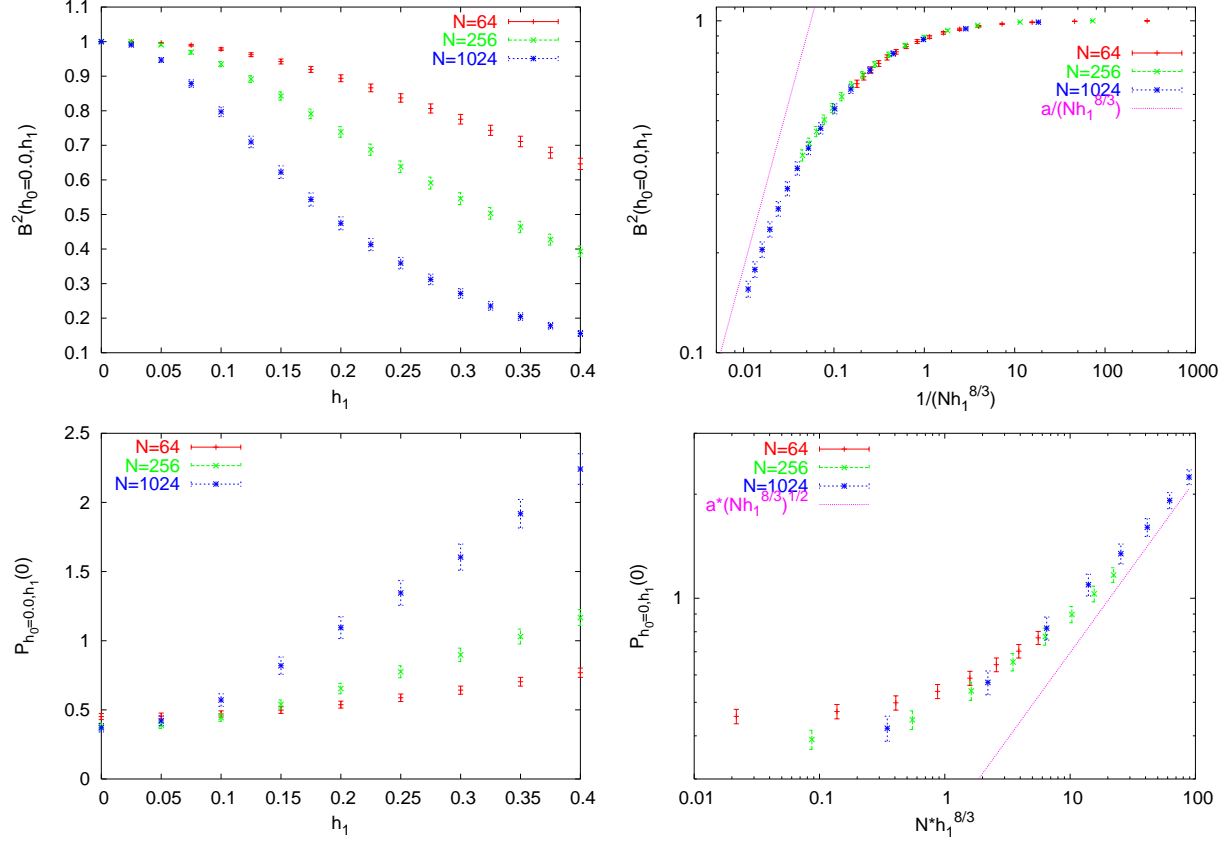 1.1
1
0.9
0.8
0.7
0.6
0.5
0.4
0.3
0.2
0.1
0 0.05 0.1 0.15 0.2 0.25 0.3 0.35 0.4
h₁
B²(h₀=0.0,h₁)
N=64
N=256
N=1024
1
0.1
0.01 0.1 1 10 100 1000
1/(Nh₁^8/3)
B²(h₀=0.0,h₁)
N=64
N=256
N=1024
a/(Nh₁^8/3)
2.5
2
1.5
1
0.5
0
0 0.05 0.1 0.15 0.2 0.25 0.3 0.35 0.4
h₁
P_h₀=0.0,h₁(0)
N=64
N=256
N=1024
1
0.01 0.1 1 10 100
N*h₁^8/3
P_h₀=0,h₁(0)
N=64
N=256
N=1024
a*(Nh₁^8/3)^1/2